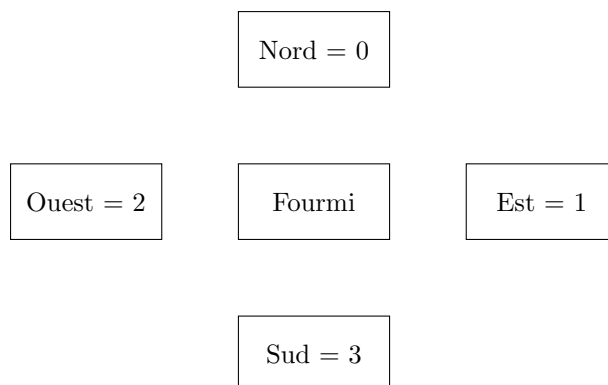 Nord = 0
Ouest = 2
Fourmi
Est = 1
Sud = 3